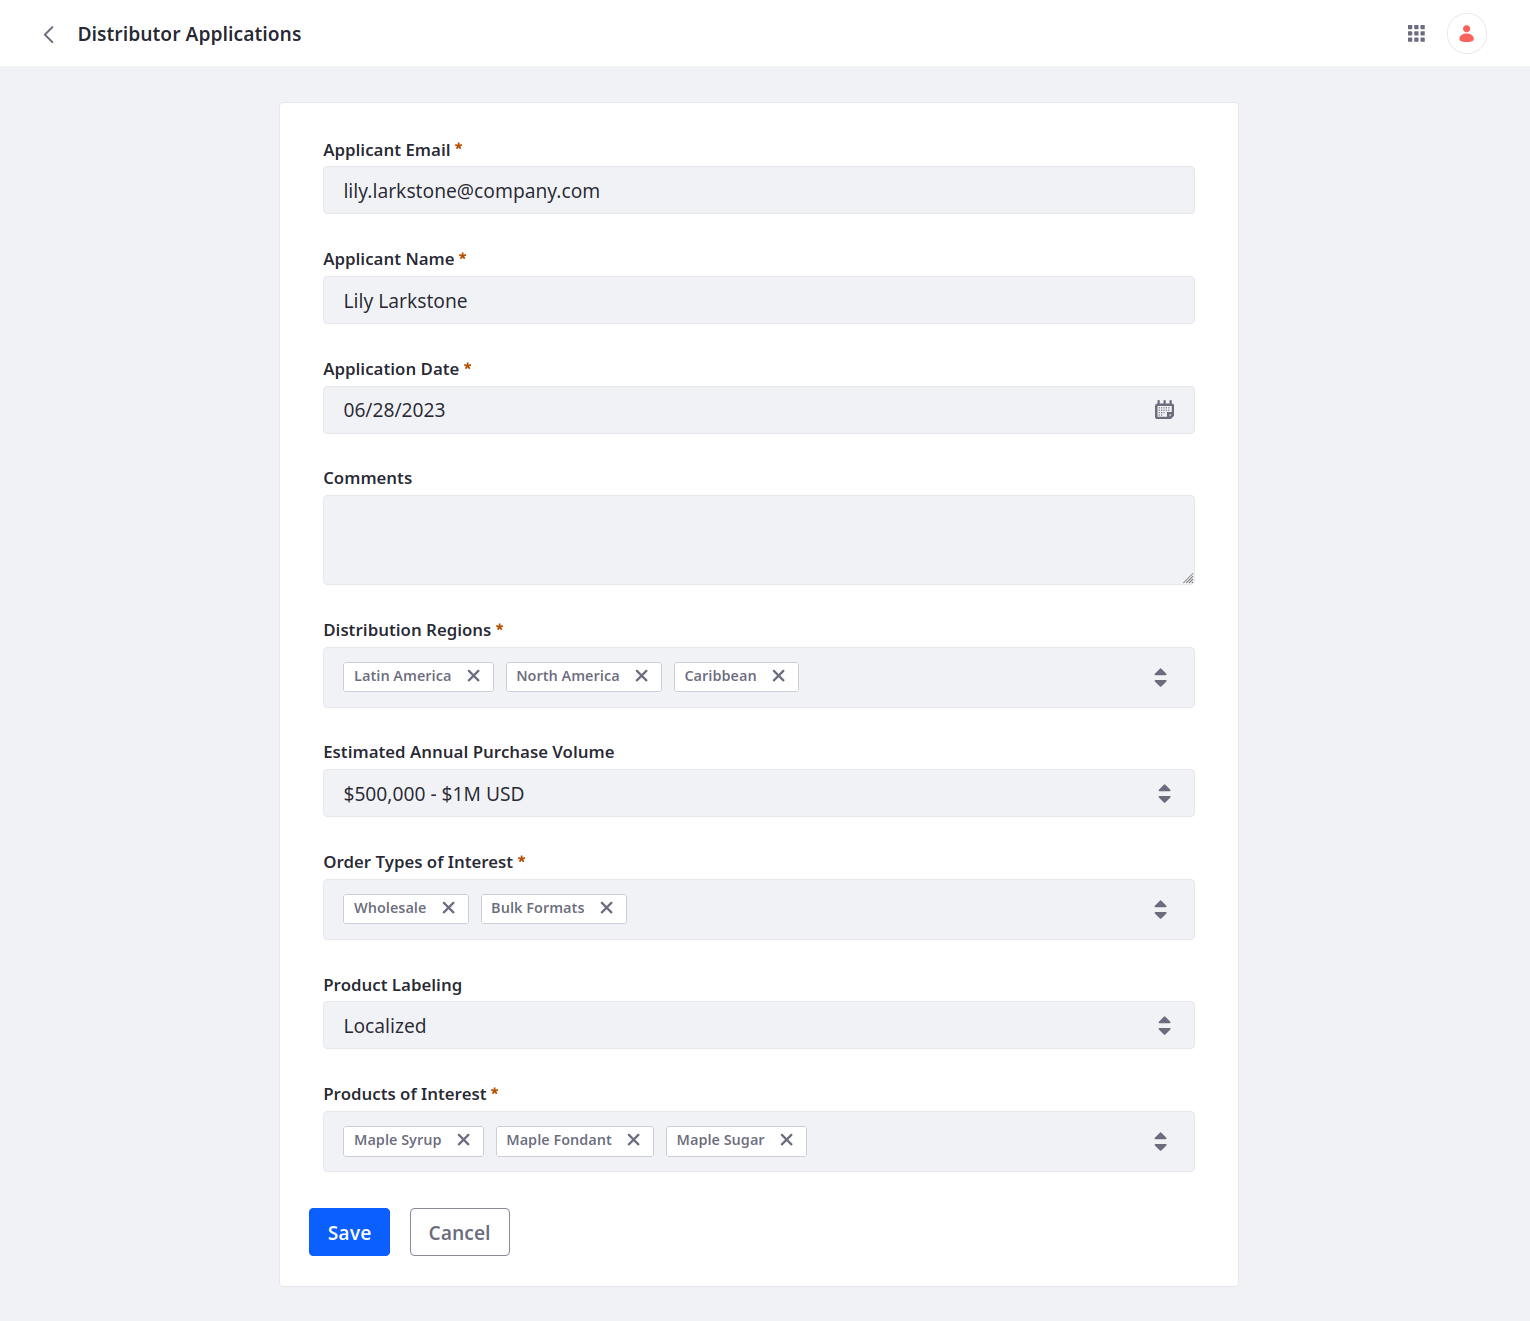 Distributor Applications
Applicant Email *
lily.larkstone@company.com
Applicant Name *
Lily Larkstone
Application Date *
06/28/2023
Comments
Distribution Regions *
Latin America North America Caribbean
Estimated Annual Purchase Volume
$500,000 - $1M USD
Order Types of Interest *
Wholesale Bulk Formats
Product Labeling
Localized
Products of Interest *
Maple Syrup Maple Fondant Maple Sugar
Save Cancel